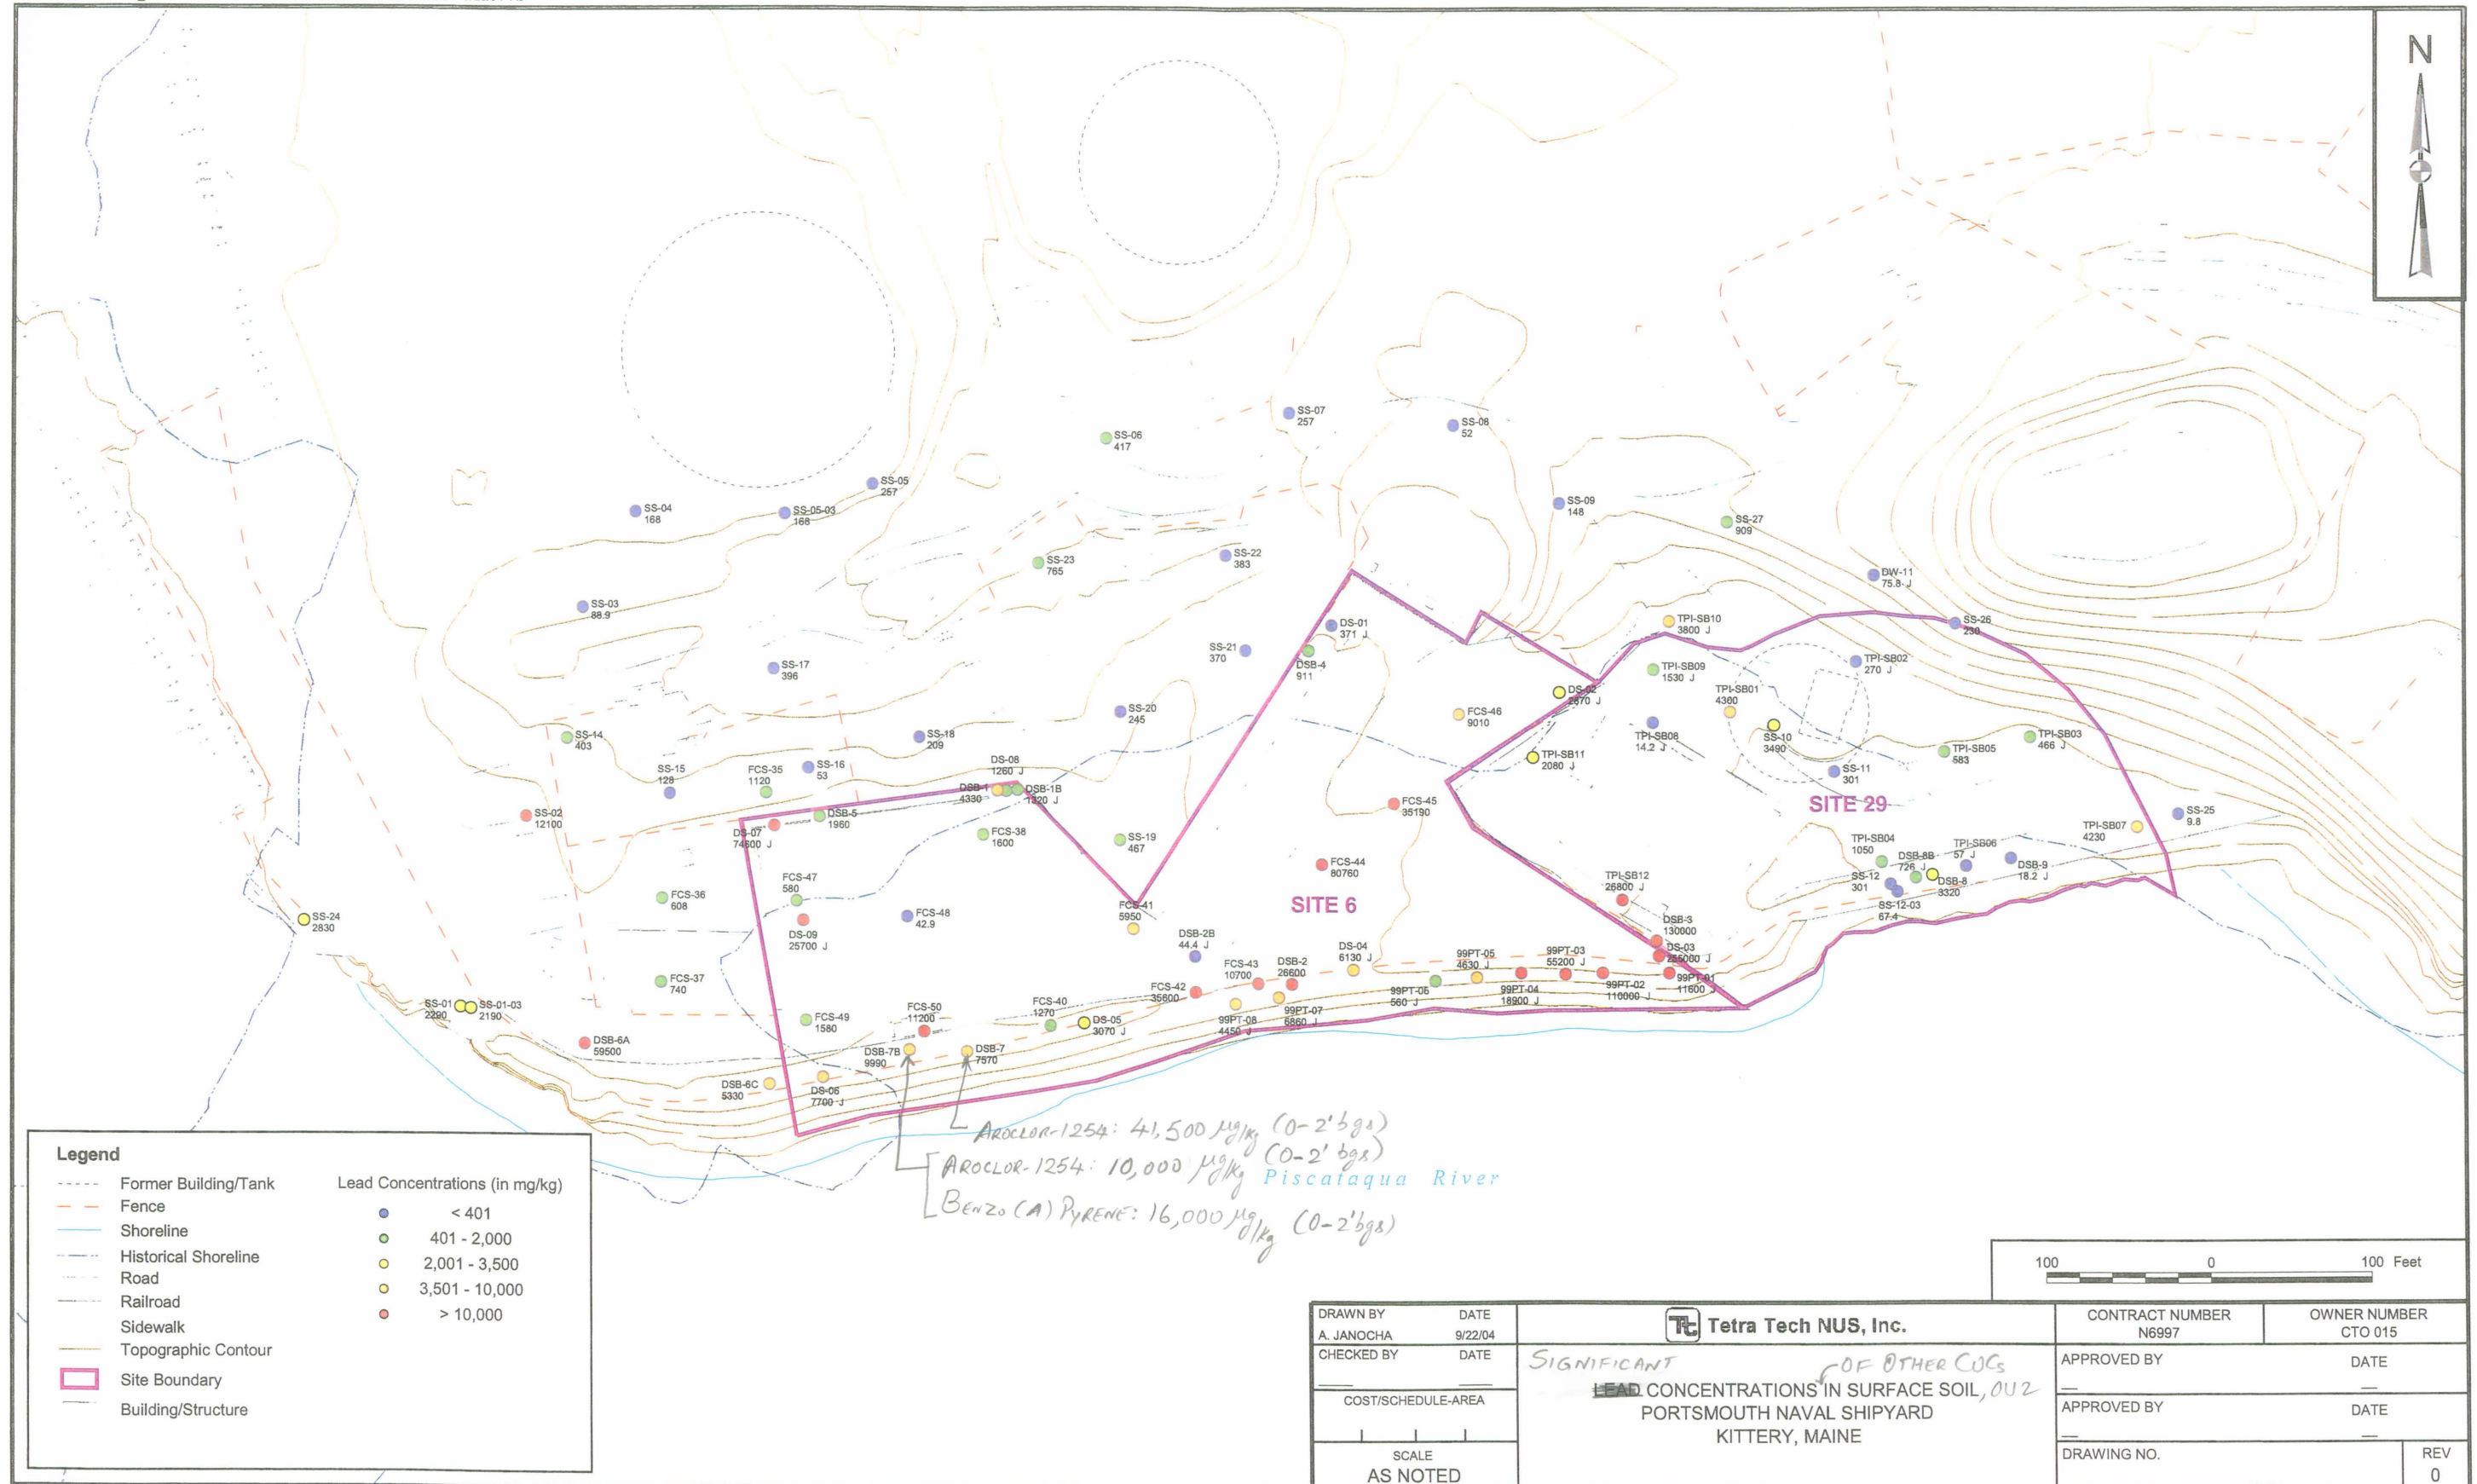 N
SS-07
257
SS-08
52
SS-06
417
SS-05
257
SS-04
168
SS-05-03
168
SS-09
148
SS-27
909
SS-23
765
SS-22
383
DW-11
75.8 J
SS-03
88.9
DS-01
371 J
TPI-SB10
3800 J
SS-26
230
SS-21
370
DSB-4
911
SS-17
396
TPI-SB09
1530 J
TPI-SB02
270 J
DS-02
2870 J
TPI-SB01
4300
SS-20
245
FCS-46
9010
SS-14
403
SS-18
209
TPI-SB08
14.2 J
SS-10
3490
TPI-SB03
466 J
TPI-SB05
583
TPI-SB11
2080 J
SS-15
128
FCS-35
1120
SS-16
53
DS-08
1260 J
DSB-1
4330
DSB-1B
1320 J
SS-11
301
SITE 29
FCS-45
35190
SS-02
12100
DSB-5
1960
DS-07
74600 J
FCS-38
1600
SS-19
467
SS-25
9.8
TPI-SB07
4230
TPI-SB04
1050
DSB-8B
726 J
TPI-SB06
57 J
DSB-9
18.2 J
FCS-44
80760
SS-12
301
DSB-8
3320
SS-12-03
67.4
FCS-36
608
FCS-47
580
TPI-SB12
26800 J
SITE 6
FCS-41
5950
SS-24
2830
DS-09
25700 J
FCS-48
42.9
DSB-2B
44.4 J
DSB-3
130000
DS-03
255000 J
FCS-43
10700
DSB-2
26600
DS-04
6130 J
99PT-05
4630 J
99PT-03
55200 J
FCS-37
740
FCS-42
35600
99PT-06
560 J
99PT-04
18900 J
99PT-02
110000 J
99PT-01
11600 J
SS-01
2290
SS-01-03
2190
FCS-49
1580
FCS-50
11200
FCS-40
1270
DS-05
3070 J
99PT-08
4450 J
99PT-07
6860 J
DSB-6A
59500
DSB-7B
9990
DSB-7
7570
DSB-6C
5330
DS-06
7700 J
AROCLOR-1254: 41,500 µg/kg (0-2' bgs)
AROCLOR-1254: 10,000 µg/kg (0-2' bgs)
Piscataqua River
BENZO (A) PYRENE: 16,000 µg/kg (0-2' bgs)
Legend
Former Building/Tank
Fence
Shoreline
Historical Shoreline
Road
Railroad
Sidewalk
Topographic Contour
Site Boundary
Building/Structure
Lead Concentrations (in mg/kg)
< 401
401 - 2,000
2,001 - 3,500
3,501 - 10,000
> 10,000
100 0 100 Feet
DRAWN BY DATE
A. JANOCHA 9/22/04
CHECKED BY DATE
COST/SCHEDULE-AREA
SCALE
AS NOTED
Tt Tetra Tech NUS, Inc.
SIGNIFICANT OF OTHER COCs
LEAD CONCENTRATIONS IN SURFACE SOIL, OU2
PORTSMOUTH NAVAL SHIPYARD
KITTERY, MAINE
CONTRACT NUMBER
N6997
OWNER NUMBER
CTO 015
APPROVED BY DATE
APPROVED BY DATE
DRAWING NO.
REV
0